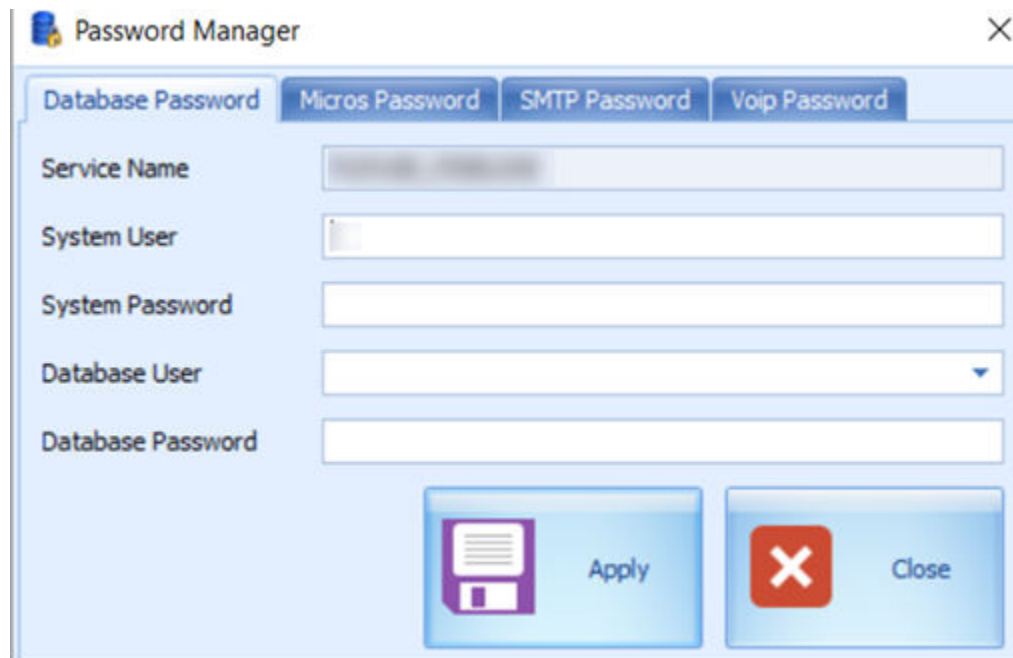 Password Manager
Database Password Micros Password SMTP Password Voip Password
Service Name
System User
System Password
Database User
Database Password
Apply Close